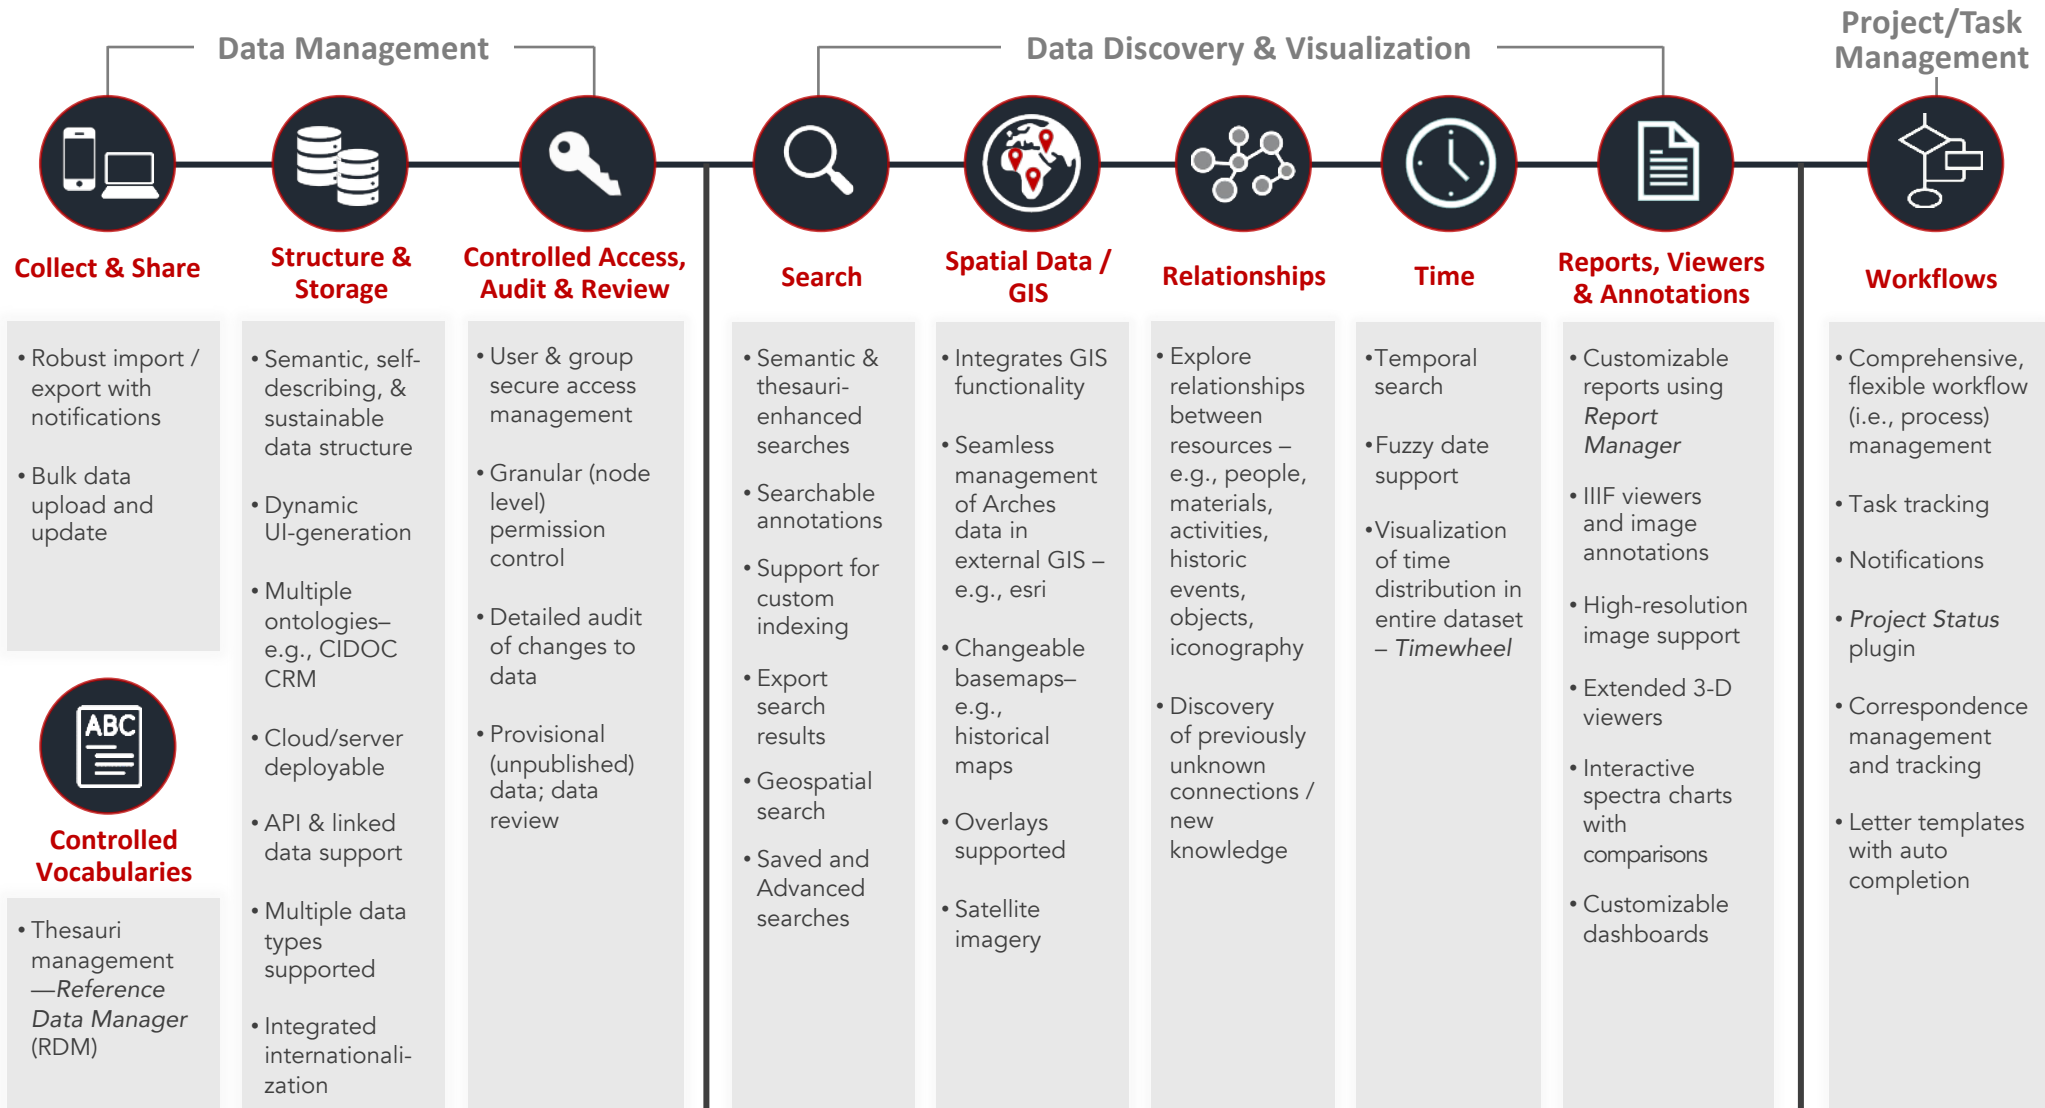 Data Management
Data Discovery & Visualization
Project/Task
Management
Collect & Share
• Robust import /
export with
notifications
• Bulk data
upload and
update
ABC
Controlled
Vocabularies
• Thesauri
management
—Reference
Data Manager
(RDM)
Structure &
Storage
• Semantic, self-
describing, &
sustainable
data structure
• Dynamic
UI-generation
• Multiple
ontologies–
e.g., CIDOC
CRM
• Cloud/server
deployable
• API & linked
data support
• Multiple data
types
supported
• Integrated
internationali-
zation
Controlled Access,
Audit & Review
• User & group
secure access
management
• Granular (node
level)
permission
control
• Detailed audit
of changes to
data
• Provisional
(unpublished)
data; data
review
Search
• Semantic &
thesauri-
enhanced
searches
• Searchable
annotations
• Support for
custom
indexing
• Export
search
results
• Geospatial
search
• Saved and
Advanced
searches
Spatial Data /
GIS
• Integrates GIS
functionality
• Seamless
management
of Arches
data in
external GIS –
e.g., esri
• Changeable
basemaps–
e.g.,
historical
maps
• Overlays
supported
• Satellite
imagery
Relationships
• Explore
relationships
between
resources –
e.g., people,
materials,
activities,
historic
events,
objects,
iconography
• Discovery
of previously
unknown
connections /
new
knowledge
Time
• Temporal
search
• Fuzzy date
support
• Visualization
of time
distribution in
entire dataset
– Timewheel
Reports, Viewers
& Annotations
• Customizable
reports using
Report
Manager
• IIIF viewers
and image
annotations
• High-resolution
image support
• Extended 3-D
viewers
• Interactive
spectra charts
with
comparisons
• Customizable
dashboards
Workflows
• Comprehensive,
flexible workflow
(i.e., process)
management
• Task tracking
• Notifications
• Project Status
plugin
• Correspondence
management
and tracking
• Letter templates
with auto
completion